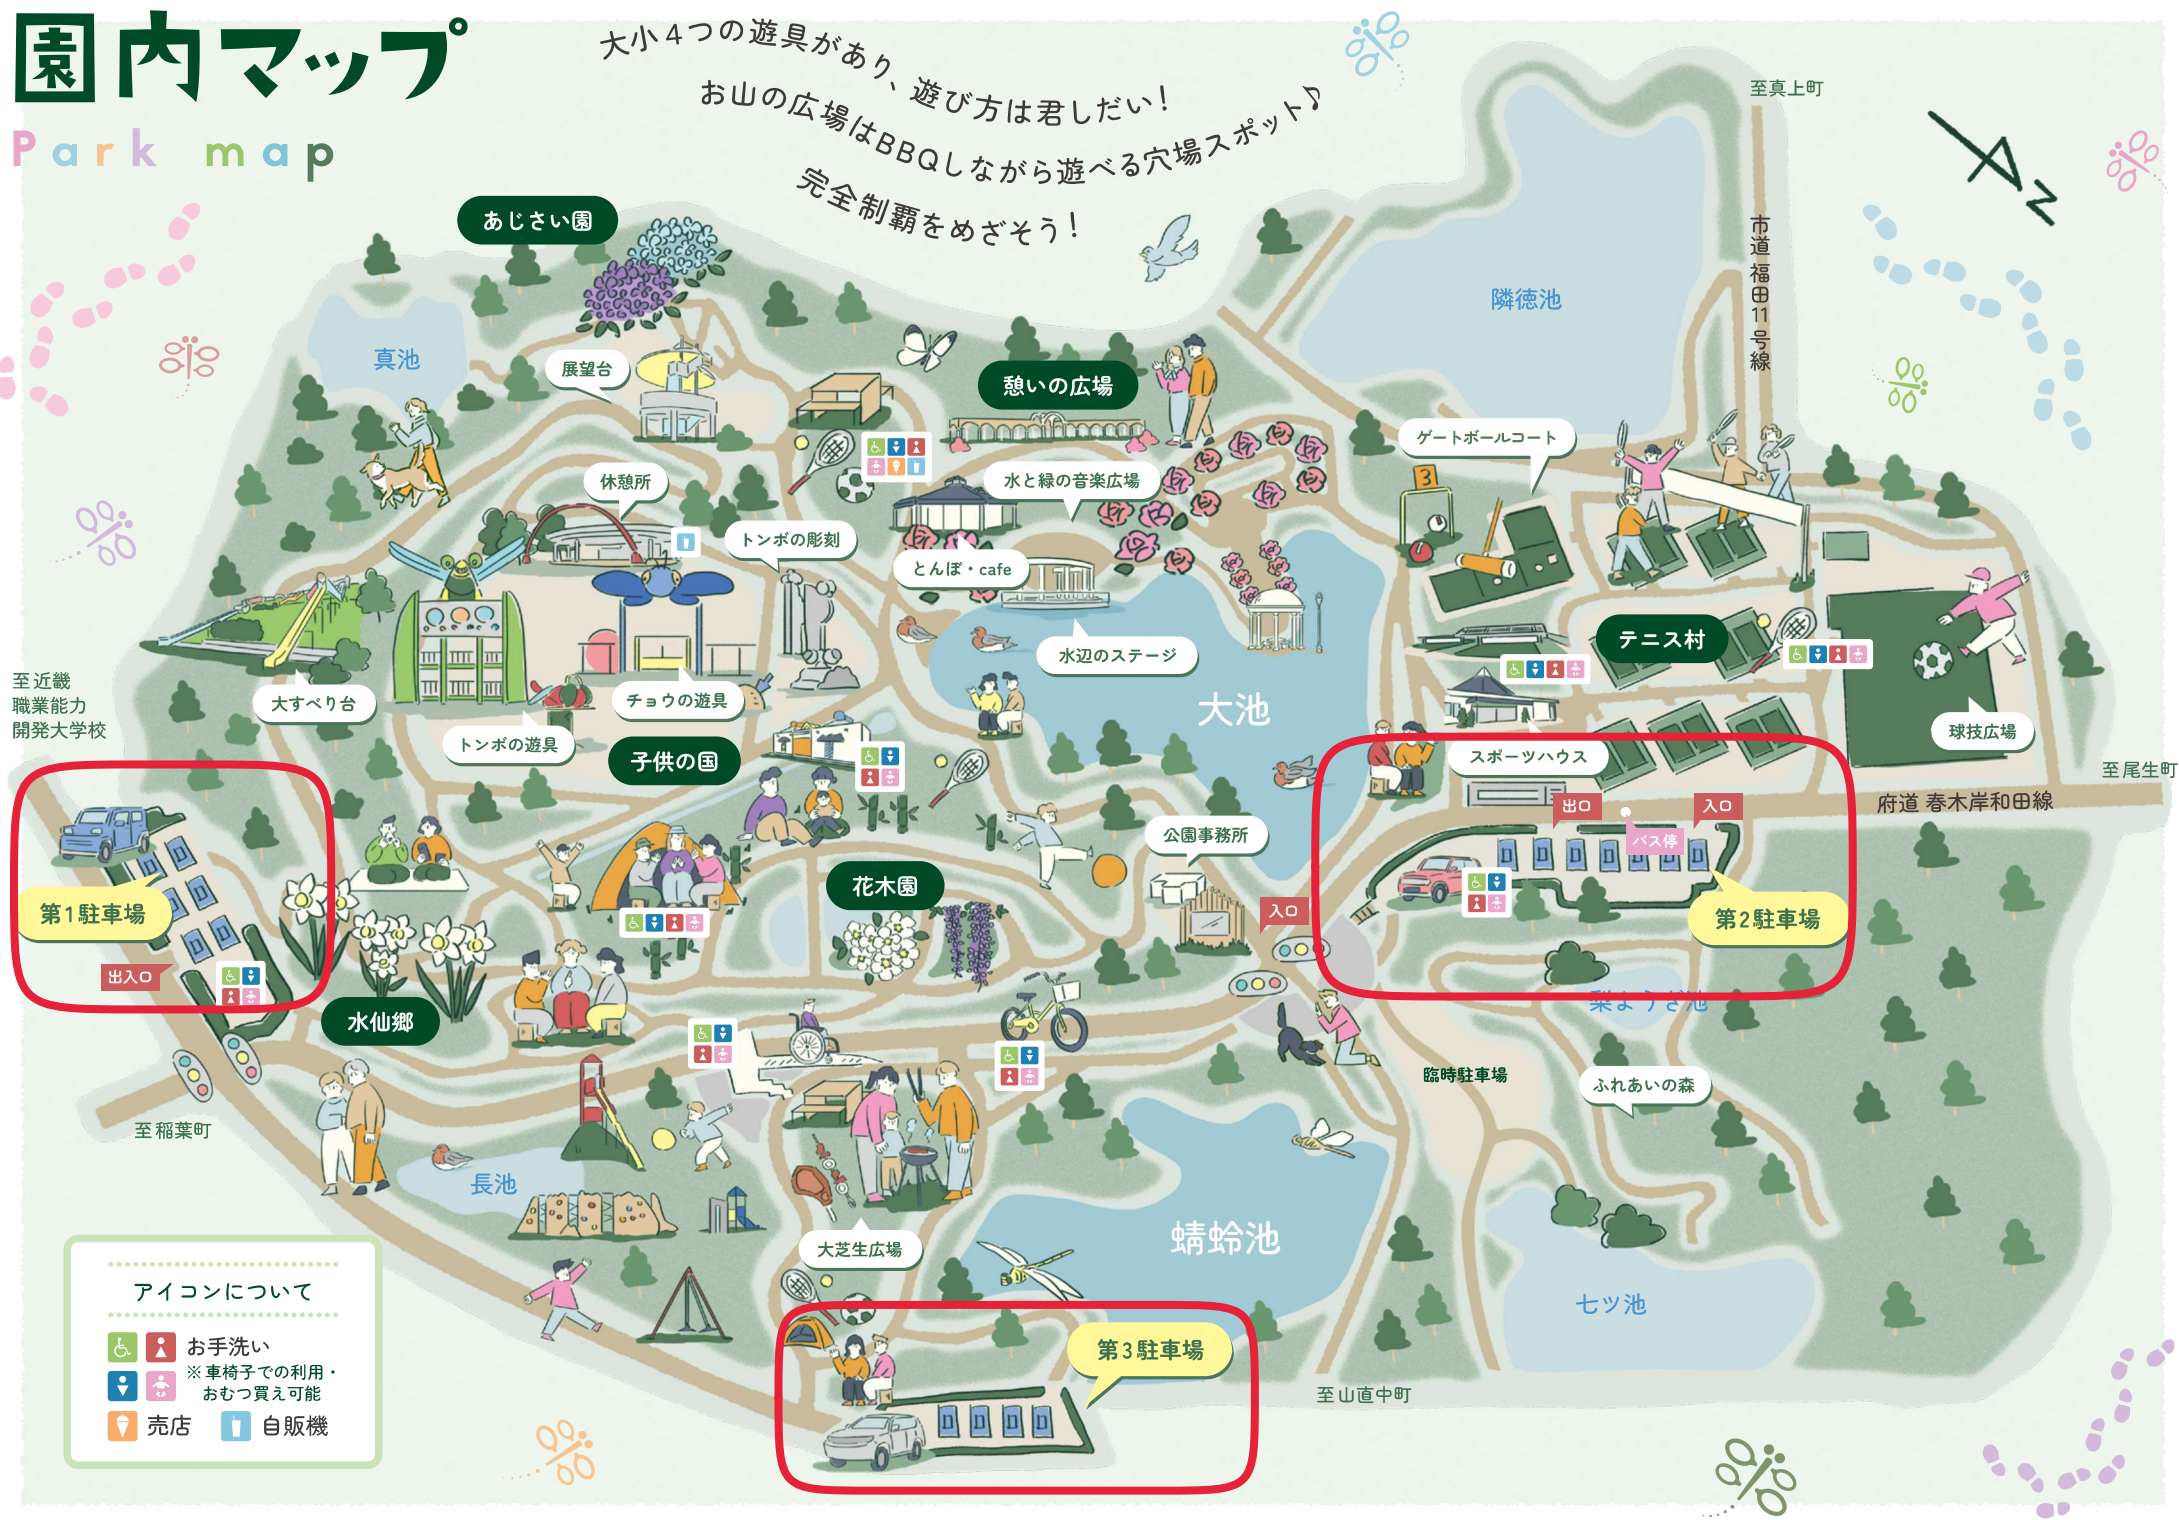 園内マップ
Park map
大小4つの遊具があり、遊び方は君しだい！
お山の広場はBBQしながら遊べる穴場スポット♪
完全制覇をめざそう！
至真上町
市道 福田11号線
Z
あじさい園
真池
展望台
憩いの広場
隣徳池
ゲートボールコート
3
休憩所
水と緑の音楽広場
トンボの彫刻
とんぼ・cafe
水辺のステージ
テニス村
至近畿
職業能力
開発大学校
大すべり台
チョウの遊具
トンボの遊具
子供の国
大池
球技広場
スポーツハウス
至尾生町
府道 春木岸和田線
出口
入口
バス停
公園事務所
花木園
第1駐車場
入口
第2駐車場
出入口
水仙郷
梨ようざ池
臨時駐車場
ふれあいの森
至稲葉町
長池
大芝生広場
蜻蛉池
七ツ池
第3駐車場
至山直中町
アイコンについて
お手洗い
※車椅子での利用・
おむつ買え可能
売店
自販機